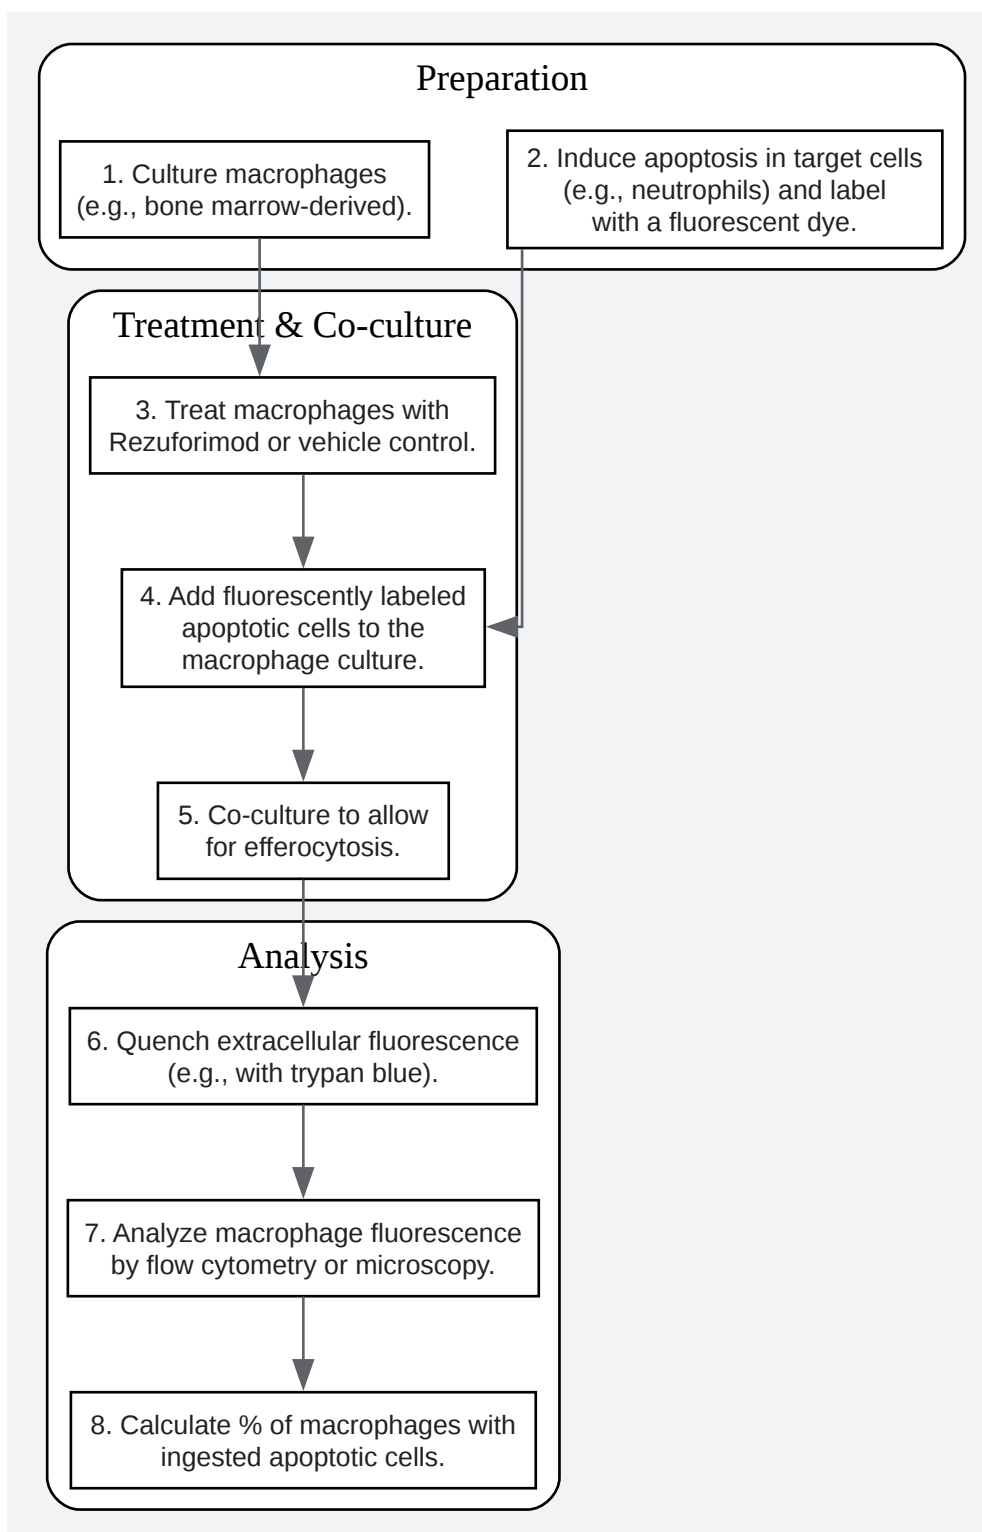 Preparation
1. Culture macrophages
(e.g., bone marrow-derived).
2. Induce apoptosis in target cells
(e.g., neutrophils) and label
with a fluorescent dye.
Treatment & Co-culture
3. Treat macrophages with
Rezuforimod or vehicle control.
4. Add fluorescently labeled
apoptotic cells to the
macrophage culture.
5. Co-culture to allow
for efferocytosis.
Analysis
6. Quench extracellular fluorescence
(e.g., with trypan blue).
7. Analyze macrophage fluorescence
by flow cytometry or microscopy.
8. Calculate % of macrophages with
ingested apoptotic cells.